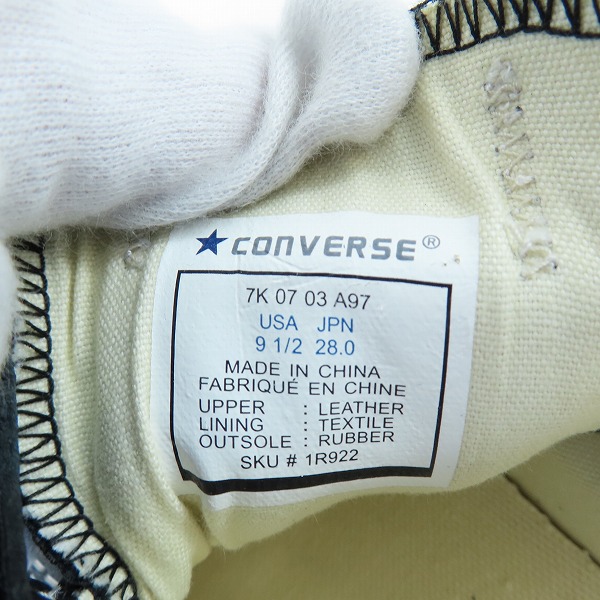 CONVERSE®
7K 07 03 A97
USA JPN
9 1/2 28.0
MADE IN CHINA
FABRIQUÉ EN CHINE
UPPER : LEATHER
LINING : TEXTILE
OUTSOLE : RUBBER
SKU # 1R922